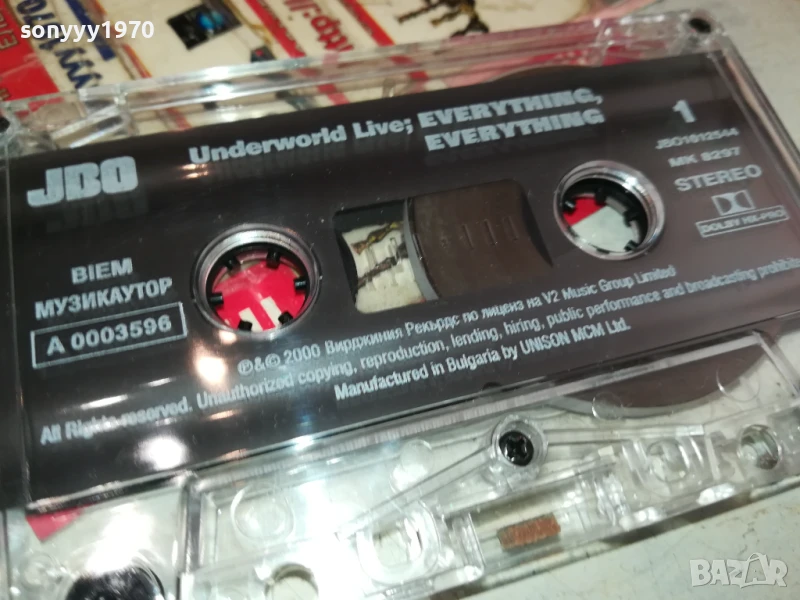 sonyyy1970
http://
JBO
Underworld Live; EVERYTHING,
EVERYTHING
1
JBO1012544
MK 8297
STEREO
DOLBY HX-PRO
BIEM
МУЗИКАУТОР
A 0003596
℗&© 2000 Вирджиния Рекърдс по лиценз на V2 Music Group Limited
All Rights reserved. Unauthorized copying, reproduction, lending, hiring, public performance and broadcasting prohibite
Manufactured in Bulgaria by UNISON MCM Ltd.
BAZAR